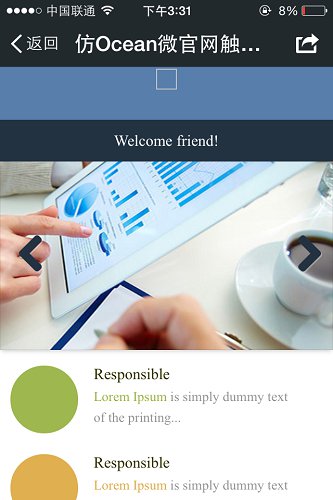 中国联通 下午3:31 8%
返回 仿Ocean微官网触...
Welcome friend!
Responsible
Lorem Ipsum is simply dummy text
of the printing...
Responsible
Lorem Ipsum is simply dummy text